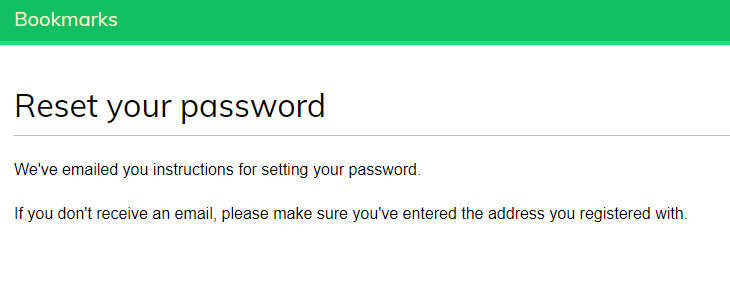 Bookmarks
Reset your password
We've emailed you instructions for setting your password.
If you don't receive an email, please make sure you've entered the address you registered with.